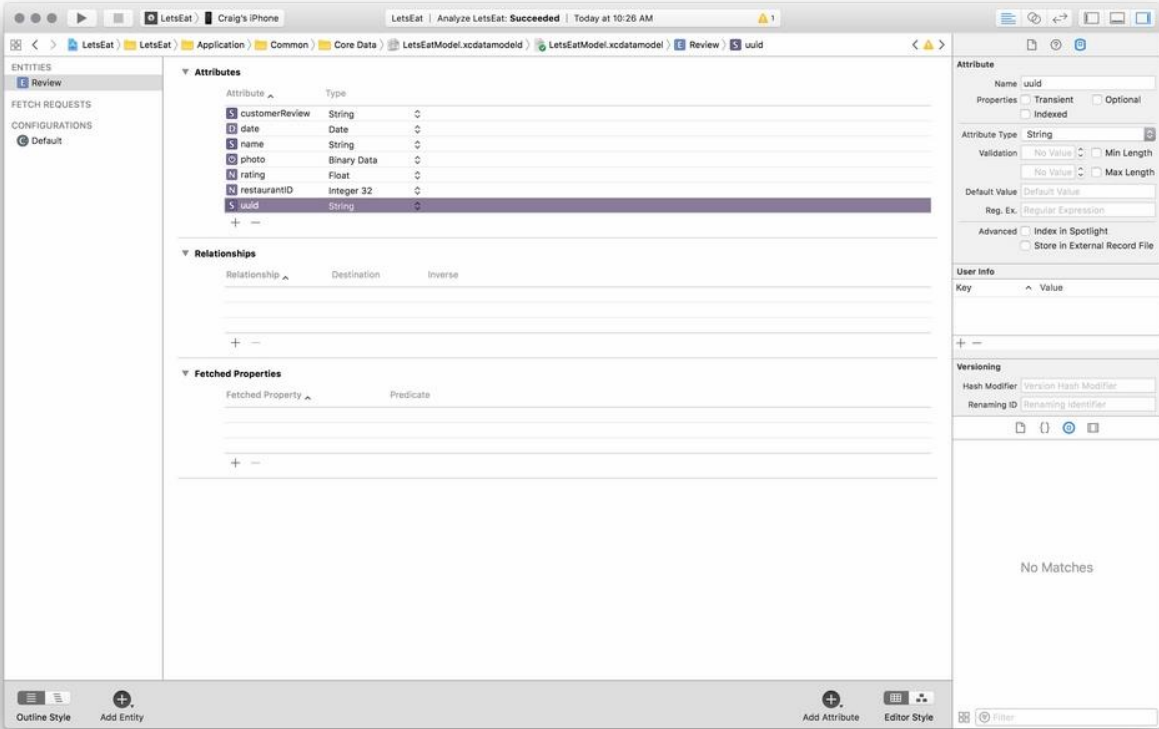 LetsEat 〉 Craig's iPhone
LetsEat | Analyze LetsEat: Succeeded | Today at 10:26 AM
1
LetsEat 〉 LetsEat 〉 Application 〉 Common 〉 Core Data 〉 LetsEatModel.xcdatamodeld 〉 LetsEatModel.xcdatamodel 〉 E Review 〉 S uuid
ENTITIES
E Review
FETCH REQUESTS
CONFIGURATIONS
C Default
Attributes
Attribute Type
S customerReview String
D date Date
S name String
photo Binary Data
N rating Float
N restaurantID Integer 32
S uuid String
+ −
Relationships
Relationship Destination Inverse
+ −
Fetched Properties
Fetched Property Predicate
+ −
Outline Style
Add Entity
Add Attribute
Editor Style
Attribute
Name uuid
Properties Transient Optional
Indexed
Attribute Type String
Validation No Value Min Length
No Value Max Length
Default Value Default Value
Reg. Ex. Regular Expression
Advanced Index in Spotlight
Store in External Record File
User Info
Key Value
+ −
Versioning
Hash Modifier Version Hash Modifier
Renaming ID Renaming Identifier
{}
No Matches
Filter